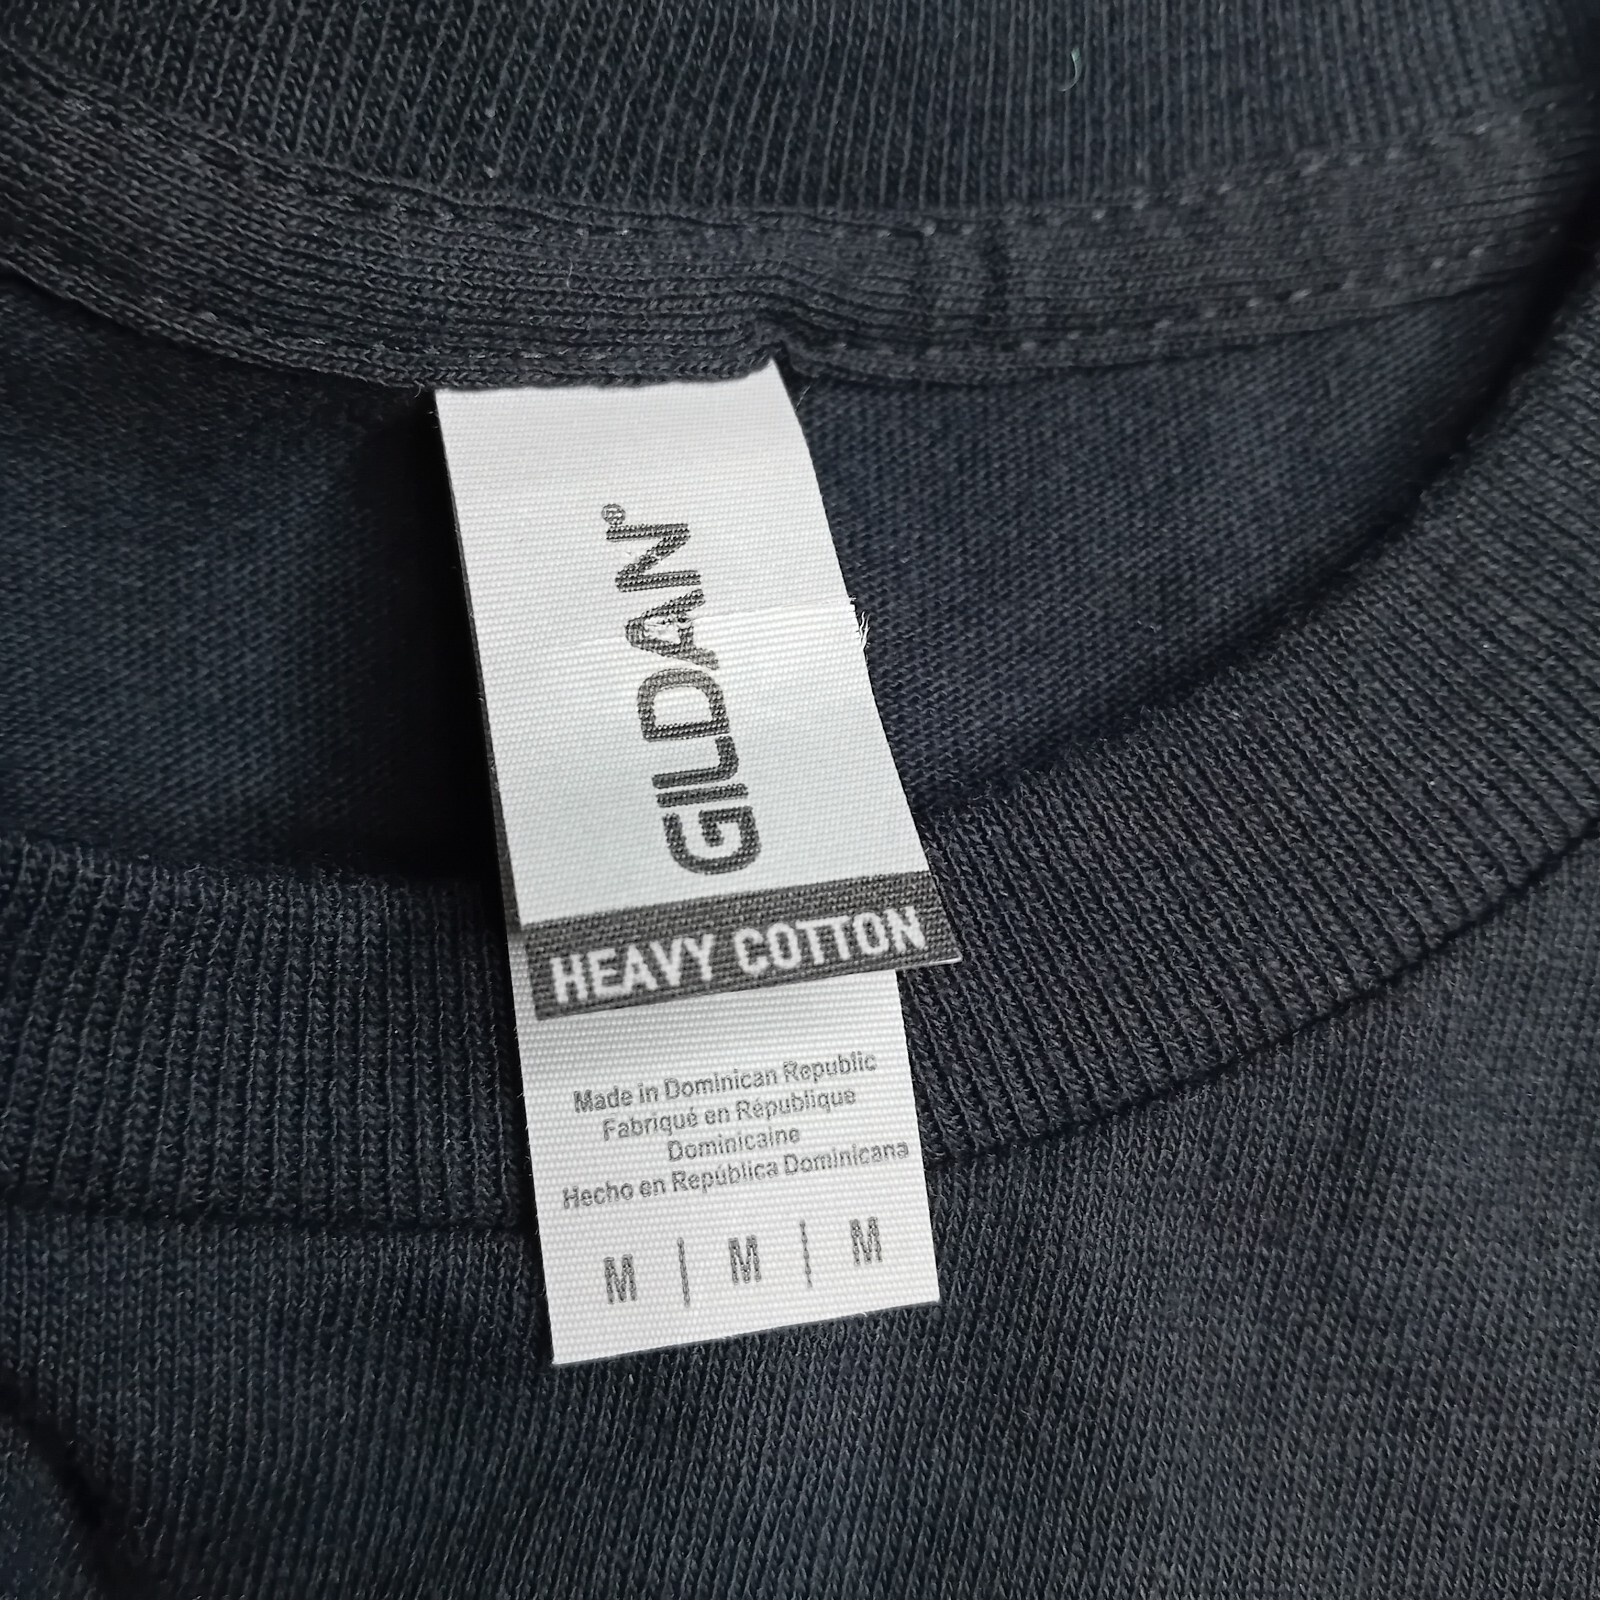 GILDAN®
HEAVY COTTON
Made in Dominican Republic
Fabriqué en République
Dominicaine
Hecho en República Dominicana
M | M | M